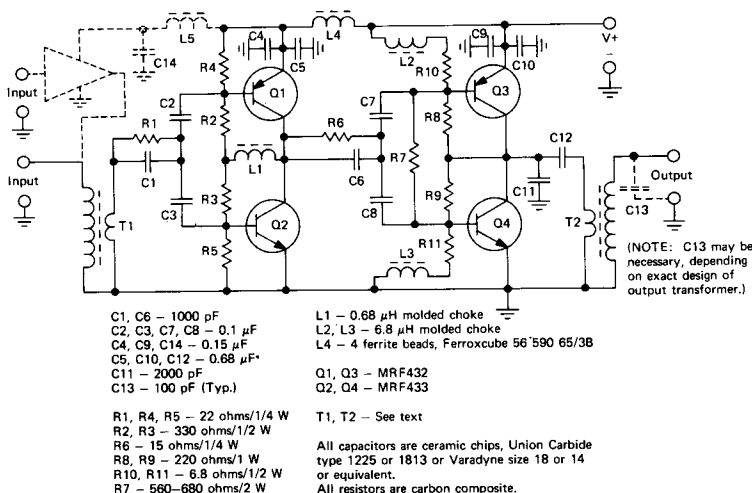 L5
L4
C4
C5
C9
C10
V+
−
C14
R4
L2
R10
Input
Q1
Q3
C2
R2
C7
R8
R1
R6
R7
C12
L1
Input
C1
C6
Output
R3
R9
C11
C3
C8
T1
Q2
Q4
T2
C13
R5
R11
L3
(NOTE: C13 may be
necessary, depending
on exact design of
output transformer.)
C1, C6 – 1000 pF
C2, C3, C7, C8 – 0.1 μF
C4, C9, C14 – 0.15 μF
C5, C10, C12 – 0.68 μF
C11 – 2000 pF
C13 – 100 pF (Typ.)
R1, R4, R5 – 22 ohms/1/4 W
R2, R3 – 330 ohms/1/2 W
R6 – 15 ohms/1/4 W
R8, R9 – 220 ohms/1 W
R10, R11 – 6.8 ohms/1/2 W
R7 – 560–680 ohms/2 W
L1 – 0.68 μH molded choke
L2, L3 – 6.8 μH molded choke
L4 – 4 ferrite beads, Ferroxcube 56 590 65/3B
Q1, Q3 – MRF432
Q2, Q4 – MRF433
T1, T2 – See text
All capacitors are ceramic chips, Union Carbide
type 1225 or 1813 or Varadyne size 18 or 14
or equivalent.
All resistors are carbon composite.